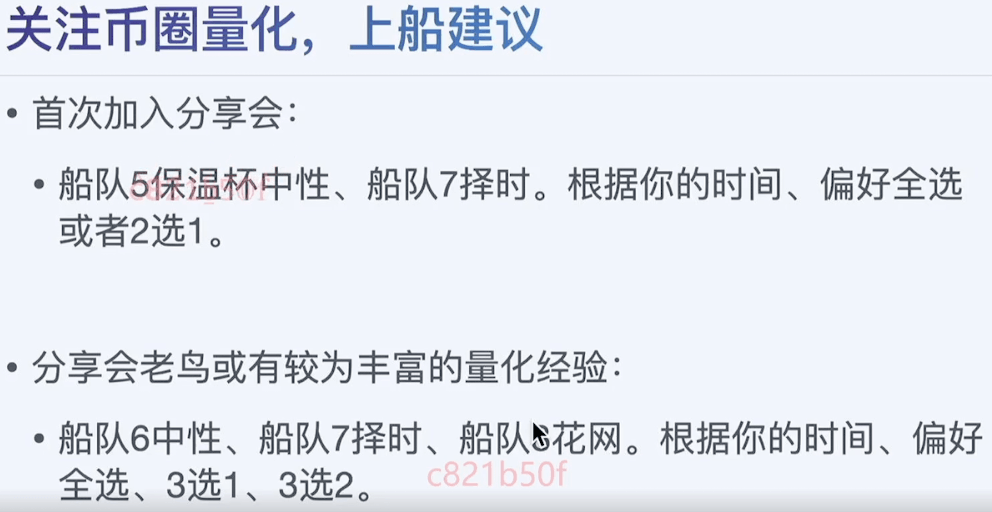 关注币圈量化，上船建议
• 首次加入分享会：
• 船队5保温杯中性、船队7择时。根据你的时间、偏好全选
或者2选1。
• 分享会老鸟或有较为丰富的量化经验：
• 船队6中性、船队7择时、船队8花网。根据你的时间、偏好
全选、3选1、3选2。
c821b50f